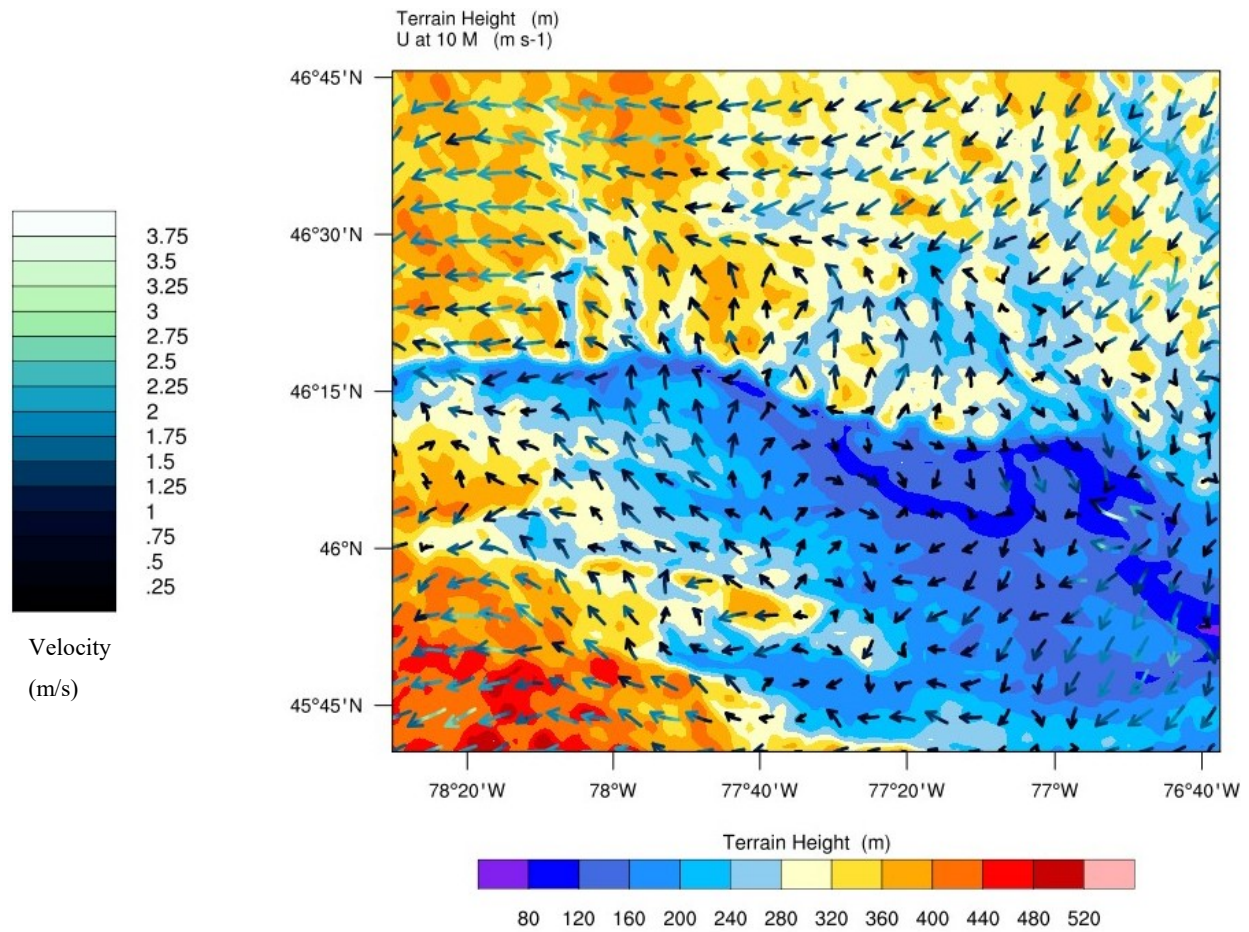 Terrain Height (m)
U at 10 M (m s-1)
46°45'N
46°30'N
46°15'N
46°N
45°45'N
78°20'W 78°W 77°40'W 77°20'W 77°W 76°40'W
3.75
3.5
3.25
3
2.75
2.5
2.25
2
1.75
1.5
1.25
1
.75
.5
.25
Velocity
(m/s)
Terrain Height (m)
80 120 160 200 240 280 320 360 400 440 480 520